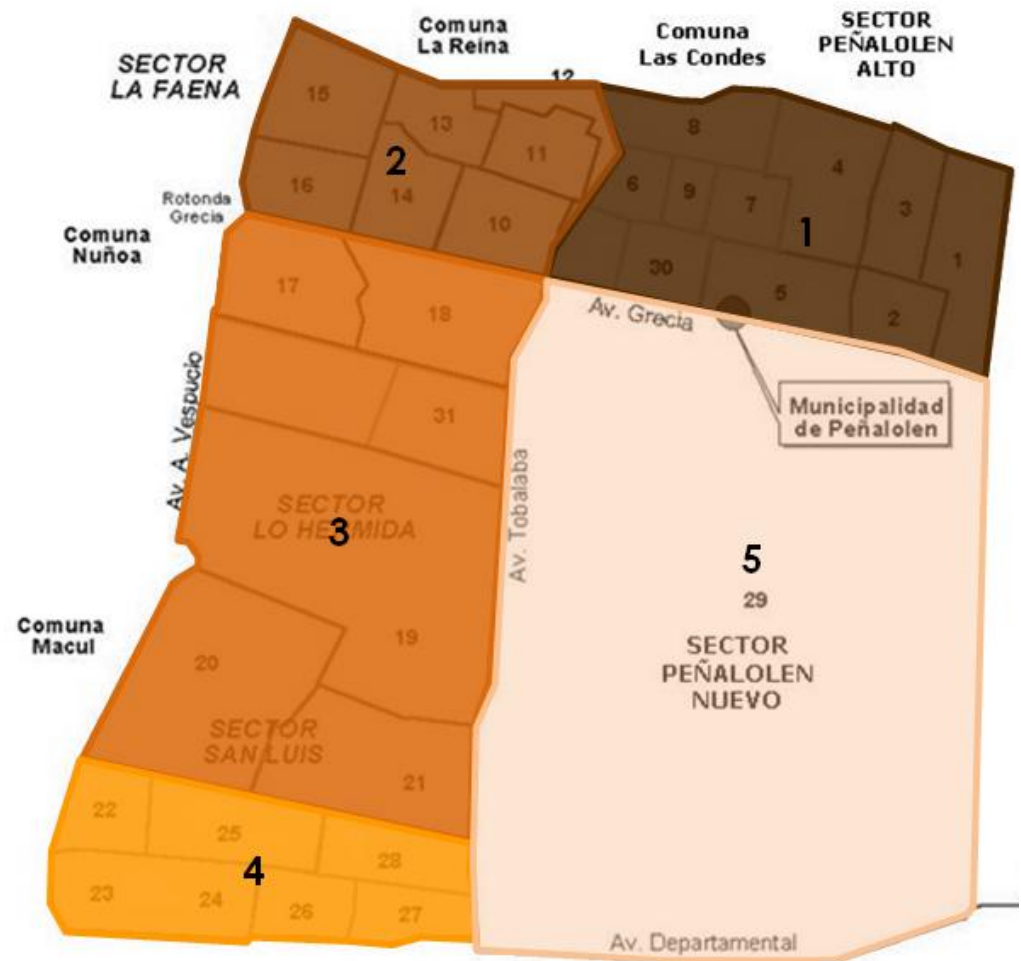 Comuna
La Reina
Comuna
Las Condes
SECTOR
PEÑALOLEN
ALTO
SECTOR
LA FAENA
12
15
13
11
8
4
2
16
14
10
6
9
7
3
1
1
Rotonda
Grecia
Comuna
Nuñoa
17
18
30
5
2
Av. Grecia
Municipalidad
de Peñalolen
31
Av. A. Vespucio
Av. Tobalaba
SECTOR
LO HERMIDA
3
5
29
SECTOR
PEÑALOLEN
NUEVO
Comuna
Macul
19
20
SECTOR
SAN LUIS
21
22
25
28
4
23
24
26
27
Av. Departamental